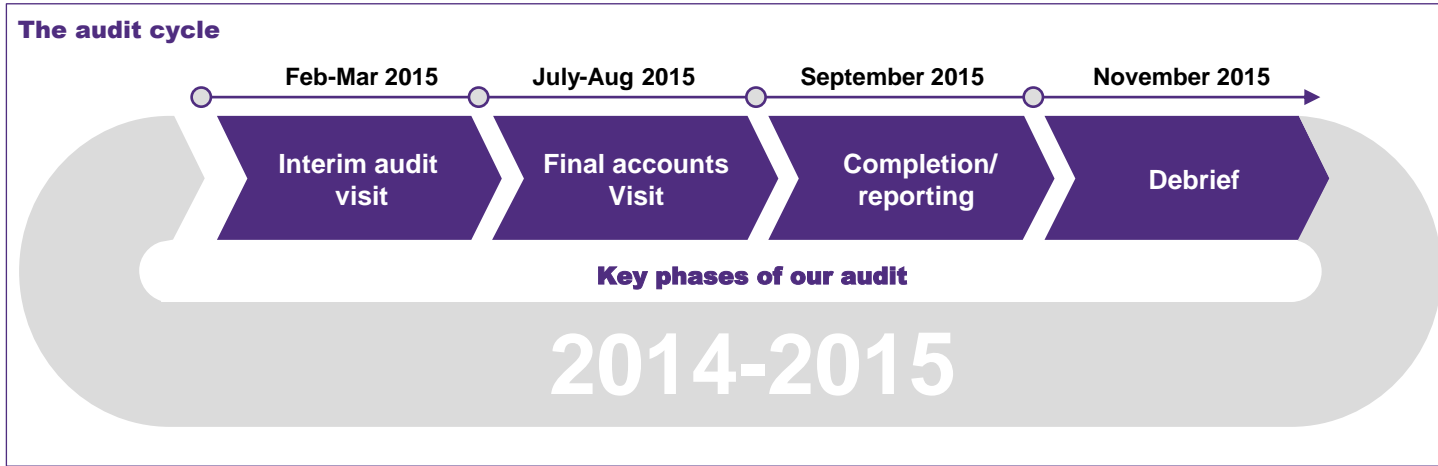 The audit cycle
Feb-Mar 2015
July-Aug 2015
September 2015
November 2015
Interim audit
visit
Final accounts
Visit
Completion/
reporting
Debrief
Key phases of our audit
2014-2015